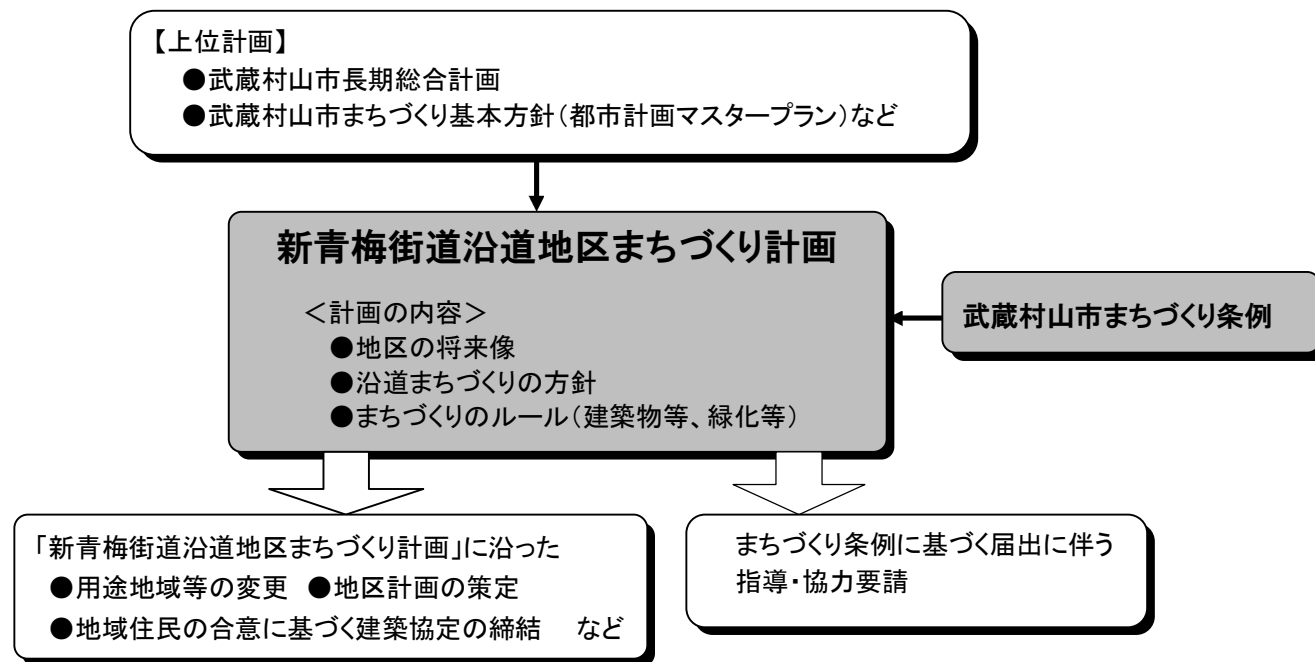 【上位計画】
●武蔵村山市長期総合計画
●武蔵村山市まちづくり基本方針（都市計画マスタープラン）など
新青梅街道沿道地区まちづくり計画
＜計画の内容＞
●地区の将来像
●沿道まちづくりの方針
●まちづくりのルール（建築物等、緑化等）
武蔵村山市まちづくり条例
「新青梅街道沿道地区まちづくり計画」に沿った
●用途地域等の変更　●地区計画の策定
●地域住民の合意に基づく建築協定の締結　など
まちづくり条例に基づく届出に伴う
指導・協力要請